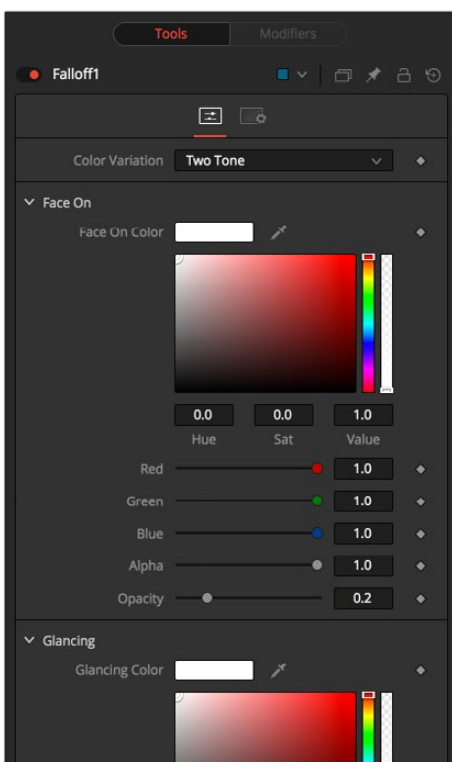 Tools Modifiers
Falloff1
Color Variation Two Tone
Face On
Face On Color
0.0 0.0 1.0
Hue Sat Value
Red 1.0
Green 1.0
Blue 1.0
Alpha 1.0
Opacity 0.2
Glancing
Glancing Color